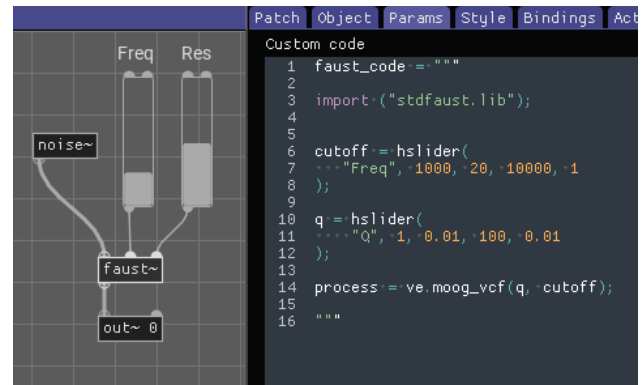 Patch Object Params Style Bindings
Custom code
Freq Res
noise~
faust~
out~ 0
1 faust_code = """
2
3 import ("stdfaust.lib");
4
5
6 cutoff = hslider(
7 "Freq", 1000, 20, 10000, 1
8 );
9
10 q = hslider(
11 "Q", 1, 0.01, 100, 0.01
12 );
13
14 process = ve.moog_vcf(q, cutoff);
15
16 """